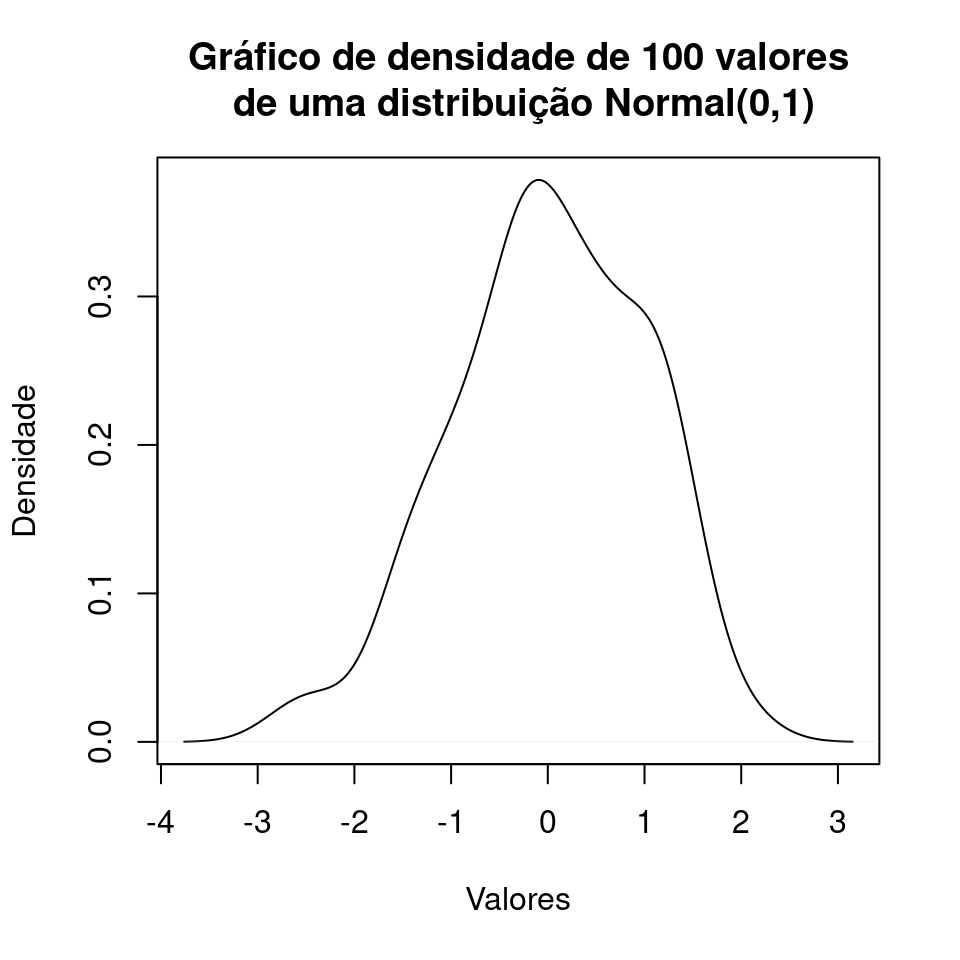 Gráfico de densidade de 100 valores
de uma distribuição Normal(0,1)
Densidade
0.3
0.2
0.1
0.0
-4 -3 -2 -1 0 1 2 3
Valores